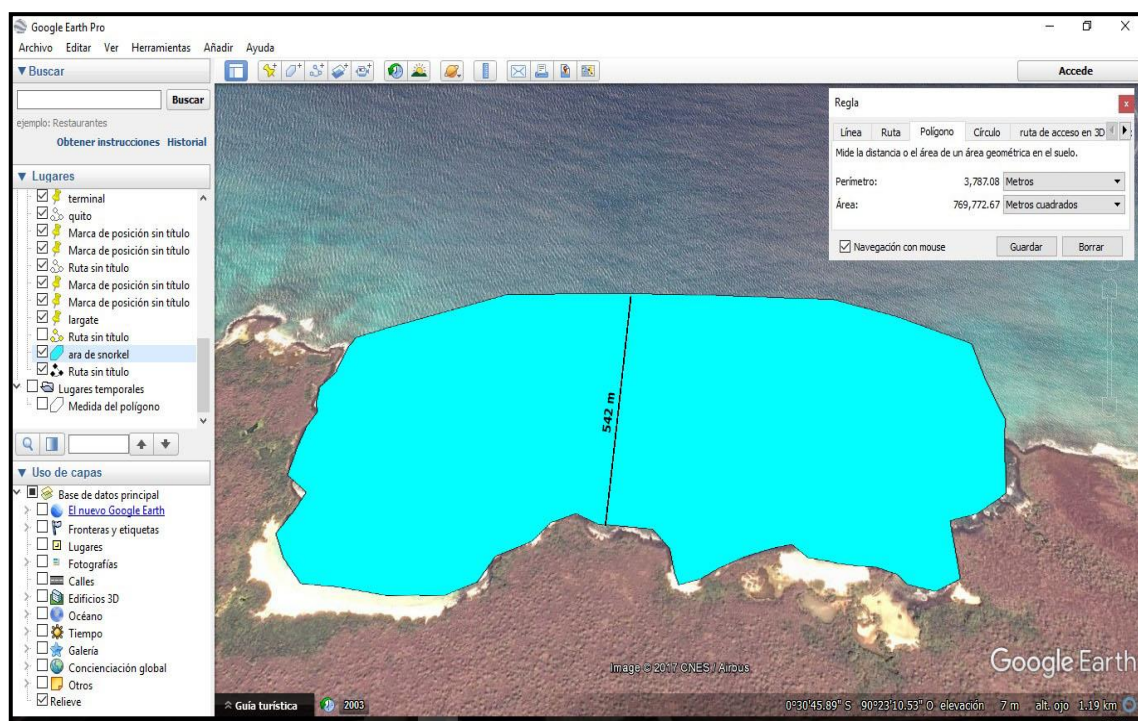 Google Earth Pro
Archivo Editar Ver Herramientas Añadir Ayuda
▼ Buscar
Buscar
ejemplo: Restaurantes
Obtener instrucciones Historial
▼ Lugares
terminal
quito
Marca de posición sin título
Marca de posición sin título
Ruta sin título
Marca de posición sin título
Marca de posición sin título
largate
Ruta sin título
ara de snorkel
Ruta sin título
Lugares temporales
Medida del polígono
▼ Uso de capas
Base de datos principal
El nuevo Google Earth
Fronteras y etiquetas
Lugares
Fotografías
Calles
Edificios 3D
Océano
Tiempo
Galería
Concienciación global
Otros
Relieve
Accede
Regla
Línea Ruta Polígono Círculo ruta de acceso en 3D
Mide la distancia o el área de un área geométrica en el suelo.
Perímetro: 3,787.08 Metros
Área: 769,772.67 Metros cuadrados
Navegación con mouse Guardar Borrar
542 m
Image © 2017 CNES / Airbus
Google Earth
Guía turística 2003
0°30'45.89" S 90°23'10.53" O elevación 7 m alt. ojo 1.19 km